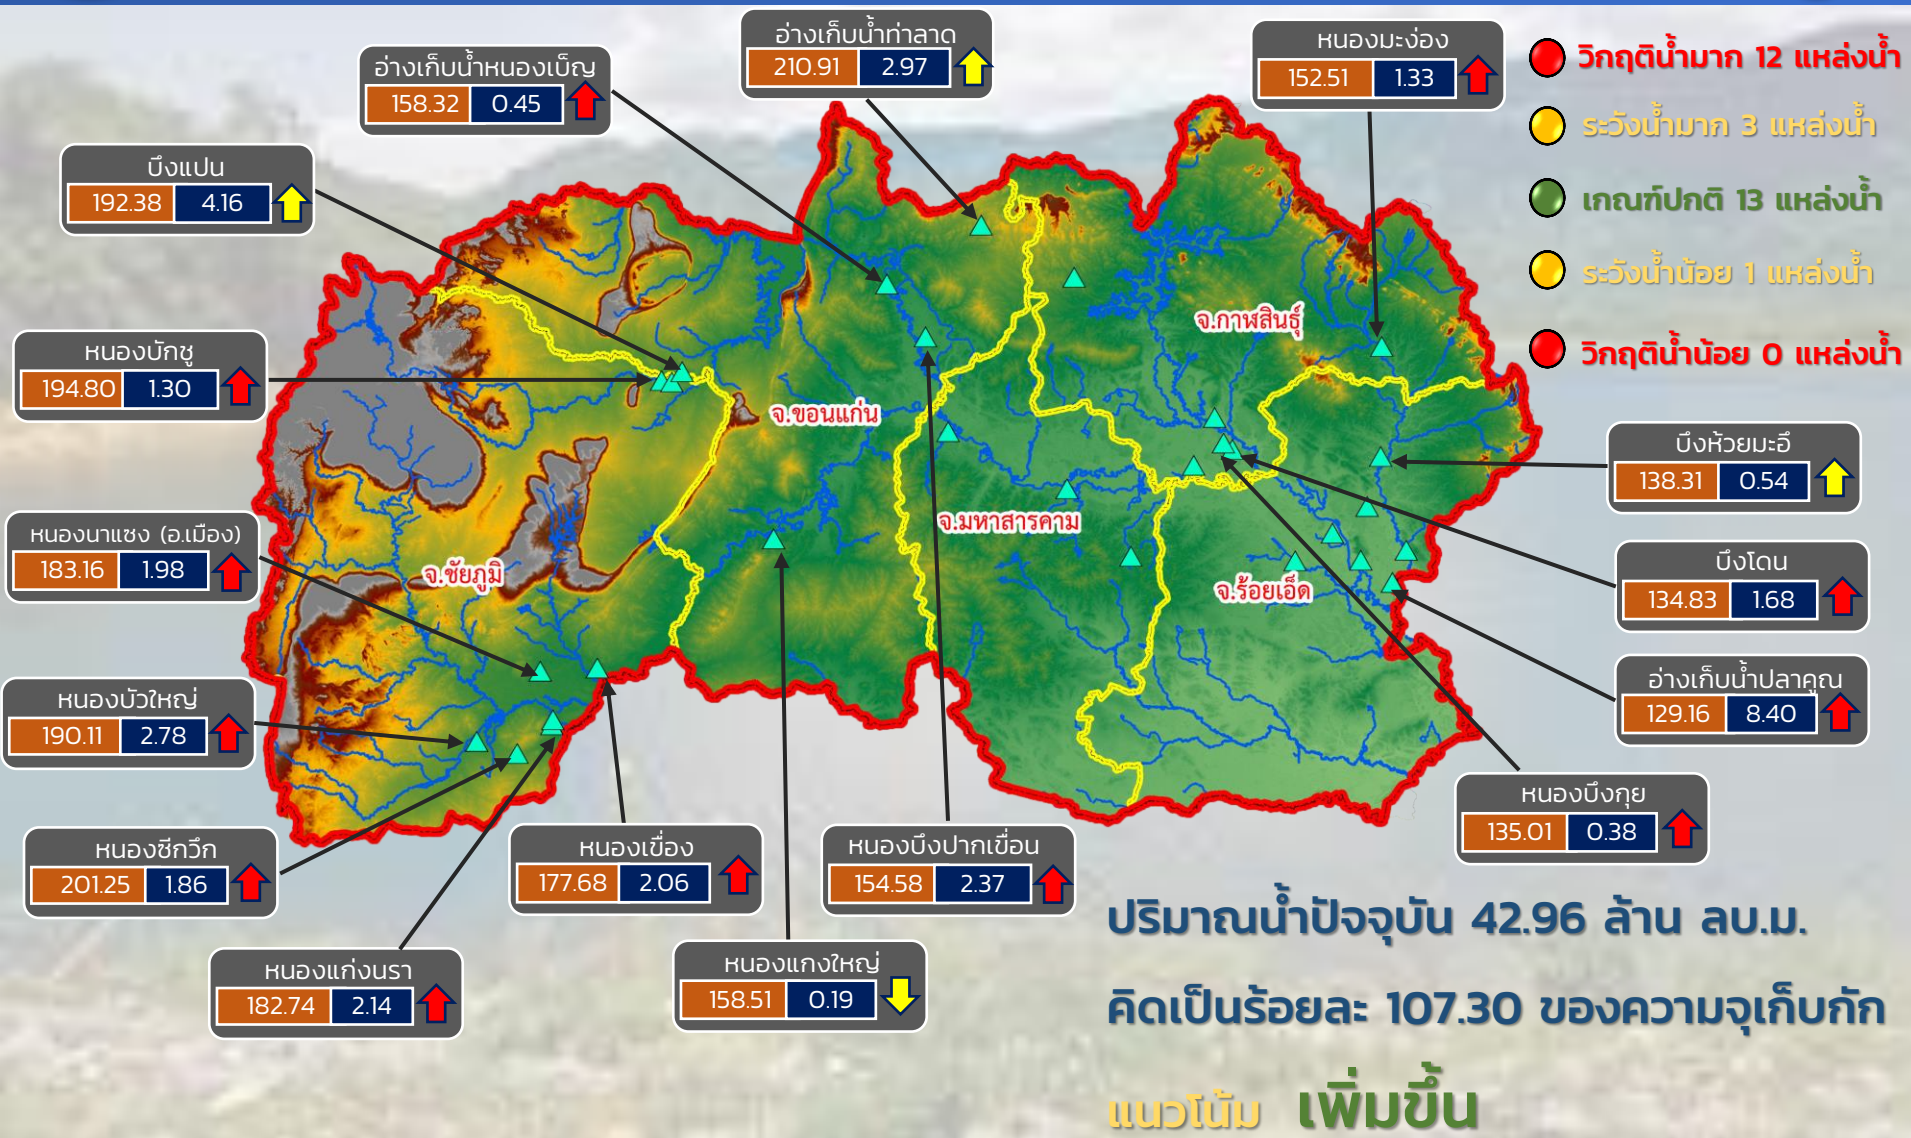 อ่างเก็บน้ำหนองเบ็ญ
158.32 0.45
อ่างเก็บน้ำท่าลาด
210.91 2.97
หนองมะง่อง
152.51 1.33
วิกฤติน้ำมาก 12 แหล่งน้ำ
ระวังน้ำมาก 3 แหล่งน้ำ
เกณฑ์ปกติ 13 แหล่งน้ำ
ระวังน้ำน้อย 1 แหล่งน้ำ
วิกฤติน้ำน้อย 0 แหล่งน้ำ
บึงแปน
192.38 4.16
หนองบักชู
194.80 1.30
หนองนาแซง (อ.เมือง)
183.16 1.98
หนองบัวใหญ่
190.11 2.78
หนองซีกวึก
201.25 1.86
หนองแก่งนรา
182.74 2.14
หนองเขื่อง
177.68 2.06
หนองแกงใหญ่
158.51 0.19
หนองบึงปากเขื่อน
154.58 2.37
จ.กาฬสินธุ์
จ.ขอนแก่น
จ.มหาสารคาม
จ.ชัยภูมิ
จ.ร้อยเอ็ด
บึงห้วยมะอึ
138.31 0.54
บึงโดน
134.83 1.68
อ่างเก็บน้ำปลาคูณ
129.16 8.40
หนองบึงกุย
135.01 0.38
ปริมาณน้ำปัจจุบัน 42.96 ล้าน ลบ.ม.
คิดเป็นร้อยละ 107.30 ของความจุเก็บกัก
แนวโน้ม เพิ่มขึ้น